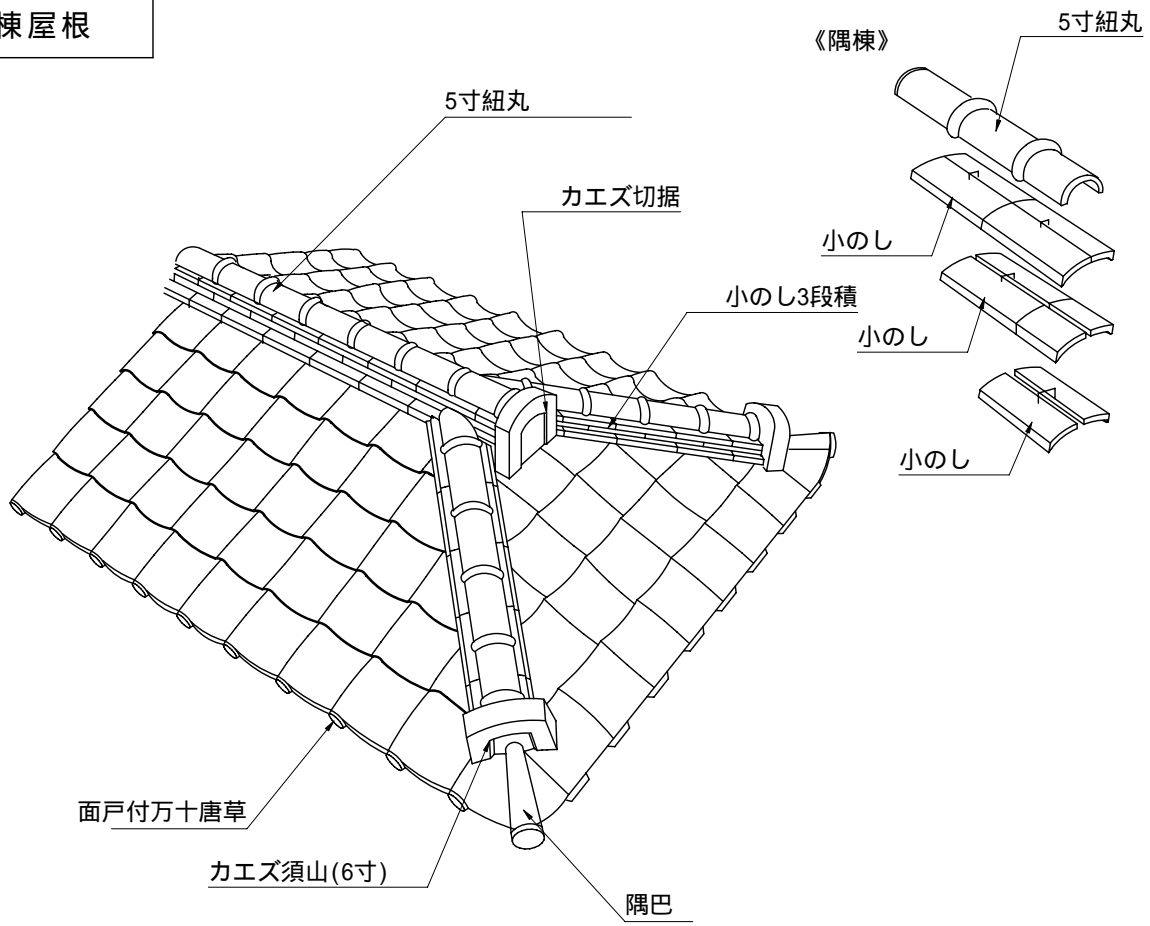 棟屋根
《隅棟》
5寸紐丸
5寸紐丸
カエズ切据
小のし
小のし3段積
小のし
小のし
面戸付万十唐草
カエズ須山(6寸)
隅巴